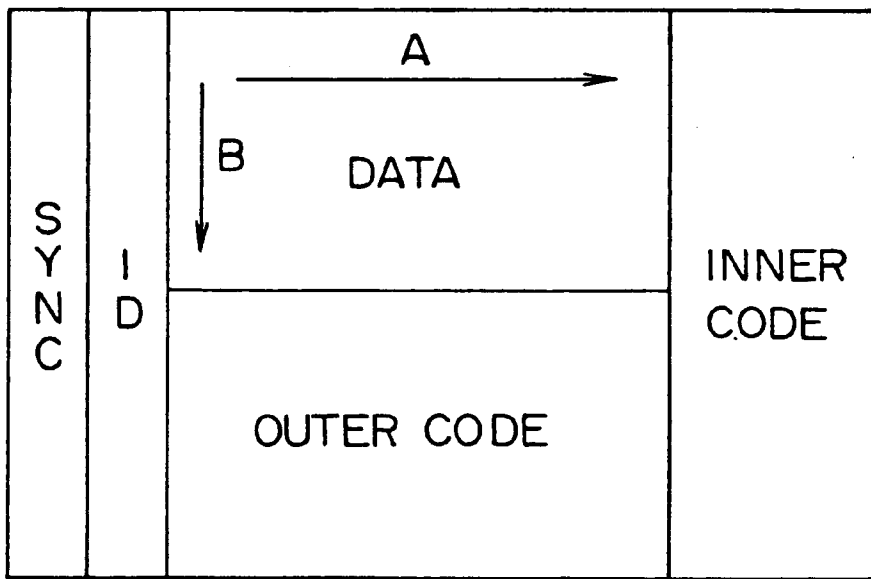 SYNC
ID
A
B
DATA
OUTER CODE
INNER
CODE